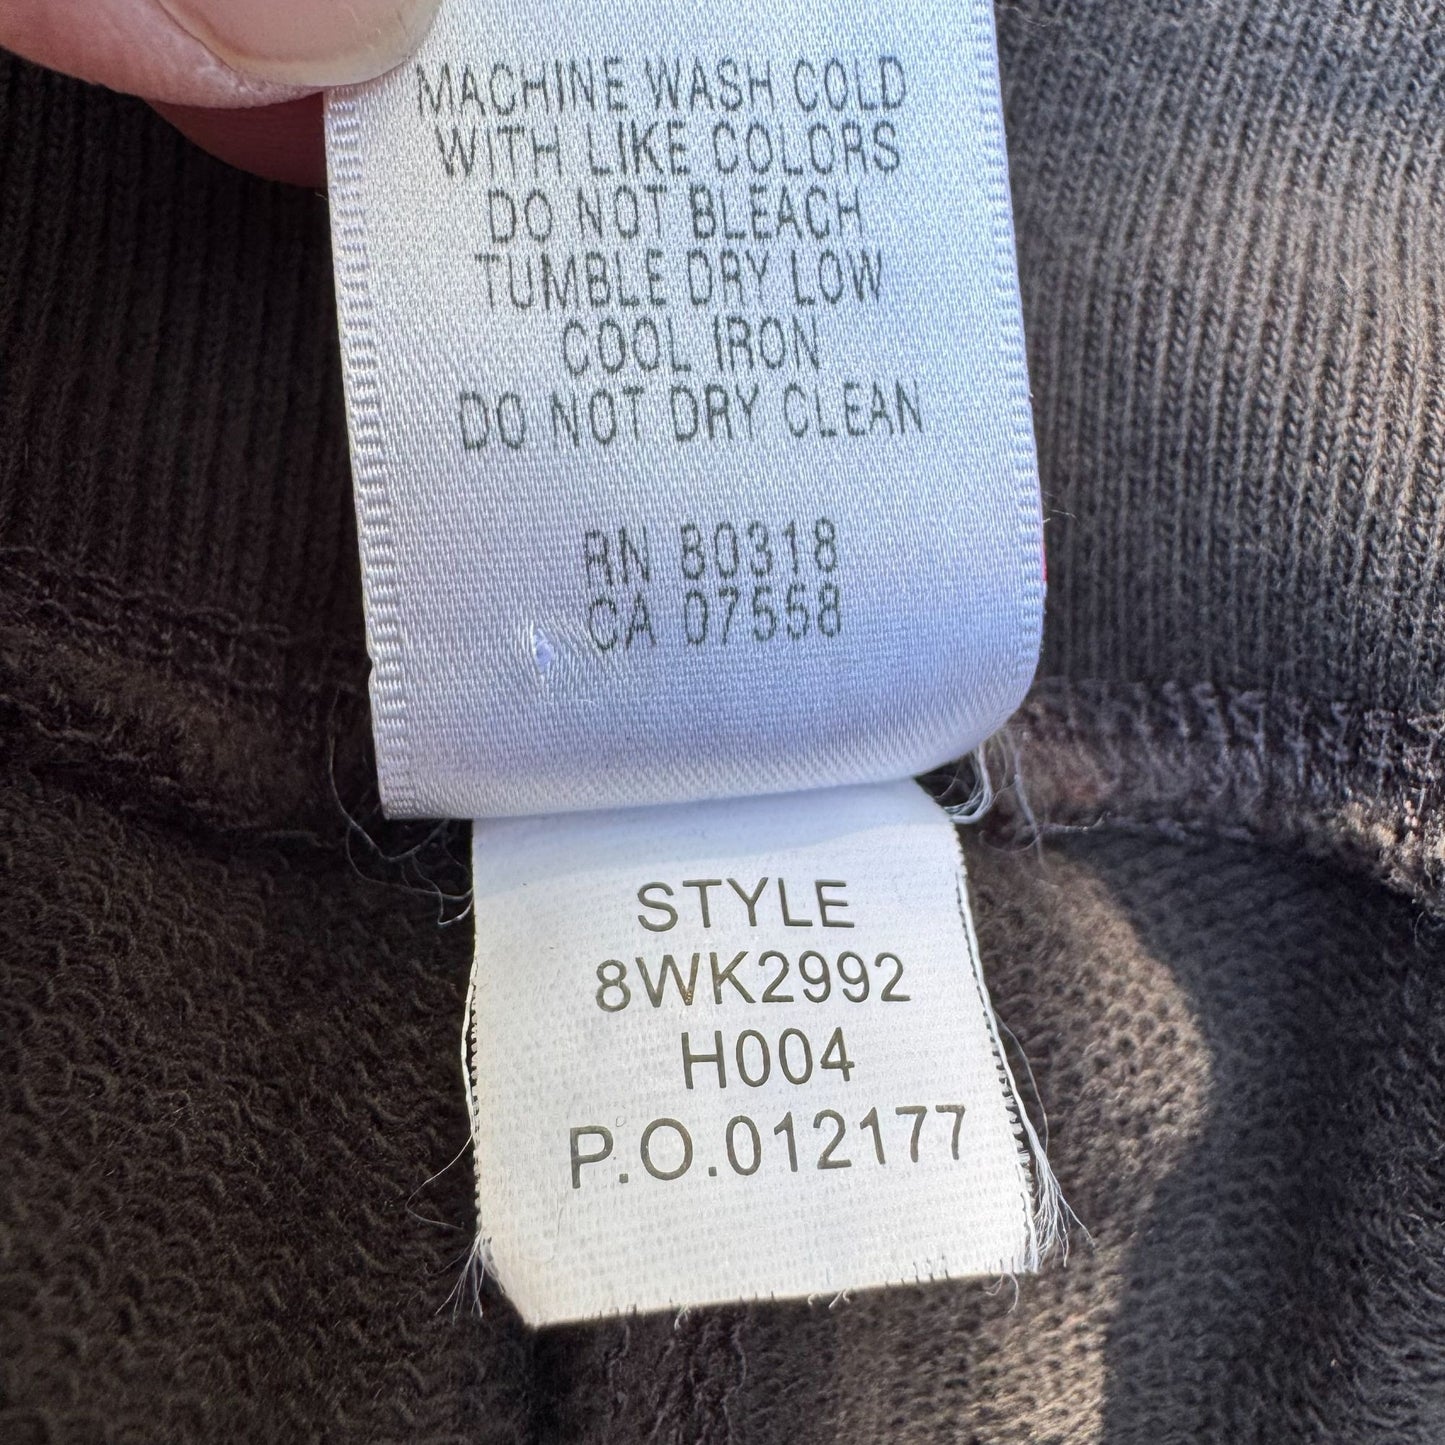 MACHINE WASH COLD
WITH LIKE COLORS
DO NOT BLEACH
TUMBLE DRY LOW
COOL IRON
DO NOT DRY CLEAN
RN 80318
CA 07558
STYLE
8WK2992
H004
P.O.012177